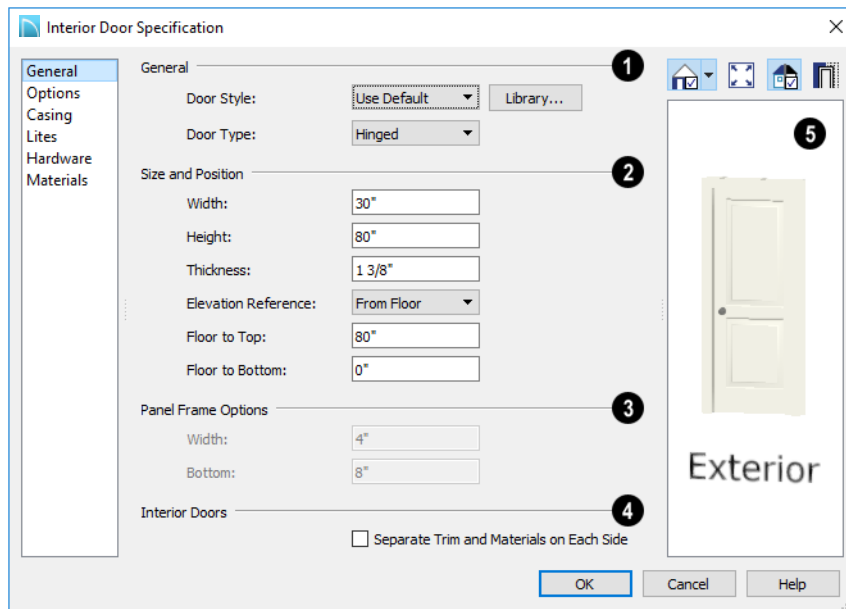 Interior Door Specification
General
Options
Casing
Lites
Hardware
Materials
General 1
Door Style: Use Default Library...
Door Type: Hinged
Size and Position 2
Width: 30"
Height: 80"
Thickness: 1 3/8"
Elevation Reference: From Floor
Floor to Top: 80"
Floor to Bottom: 0"
Panel Frame Options 3
Width: 4"
Bottom: 8"
Interior Doors 4
Separate Trim and Materials on Each Side
5
Exterior
OK Cancel Help